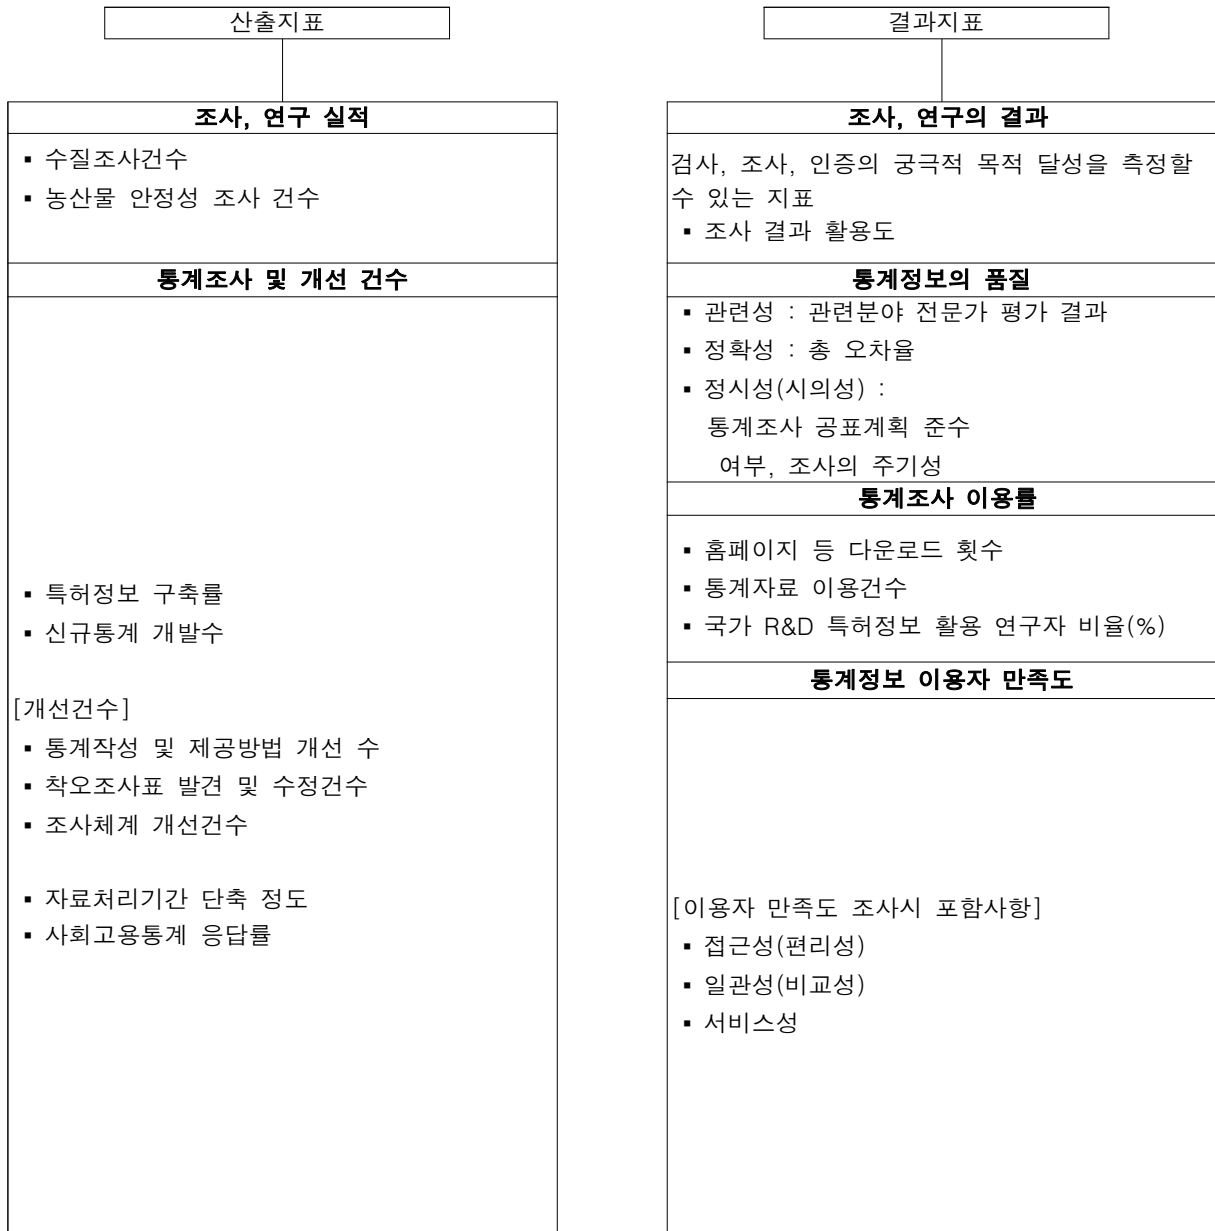 산출지표
조사, 연구 실적
▪ 수질조사건수
▪ 농산물 안정성 조사 건수
통계조사 및 개선 건수
▪ 특허정보 구축률
▪ 신규통계 개발수
[개선건수]
▪ 통계작성 및 제공방법 개선 수
▪ 착오조사표 발견 및 수정건수
▪ 조사체계 개선건수
▪ 자료처리기간 단축 정도
▪ 사회고용통계 응답률
결과지표
조사, 연구의 결과
검사, 조사, 인증의 궁극적 목적 달성을 측정할
수 있는 지표
▪ 조사 결과 활용도
통계정보의 품질
▪ 관련성 : 관련분야 전문가 평가 결과
▪ 정확성 : 총 오차율
▪ 정시성(시의성) :
통계조사 공표계획 준수
여부, 조사의 주기성
통계조사 이용률
▪ 홈페이지 등 다운로드 횟수
▪ 통계자료 이용건수
▪ 국가 R&D 특허정보 활용 연구자 비율(%)
통계정보 이용자 만족도
[이용자 만족도 조사시 포함사항]
▪ 접근성(편리성)
▪ 일관성(비교성)
▪ 서비스성